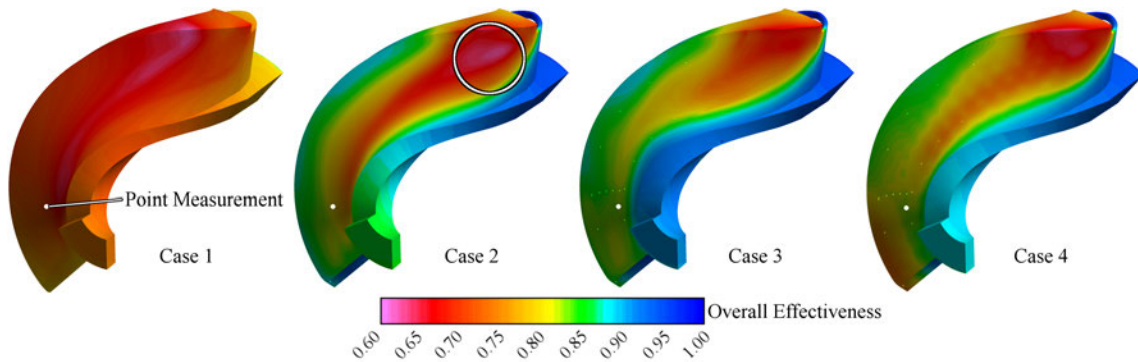 Point Measurement
Case 1
Case 2
Case 3
Case 4
Overall Effectiveness
0.60
0.65
0.70
0.75
0.80
0.85
0.90
0.95
1.00